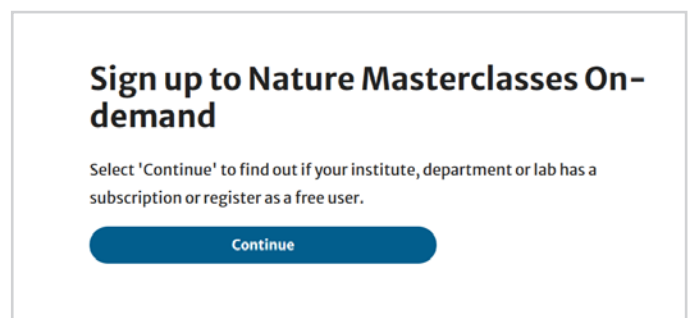 Sign up to Nature Masterclasses On-
demand
Select 'Continue' to find out if your institute, department or lab has a
subscription or register as a free user.
Continue